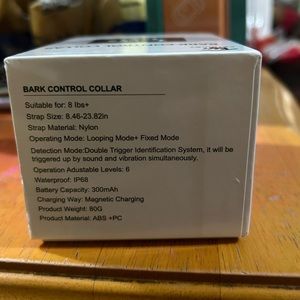 BARK CONTROL COLLAR
Suitable for: 8 lbs+
Strap Size: 8.46-23.82in
Strap Material: Nylon
Operating Mode: Looping Mode+ Fixed Mode
Detection Mode:Double Trigger Identification System, it will be
triggered up by sound and vibration simultaneously.
Operation Adustable Levels: 6
Waterproof: IP68
Battery Capacity: 300mAh
Charging Way: Magnetic Charging
Product Weight: 80G
Product Material: ABS +PC